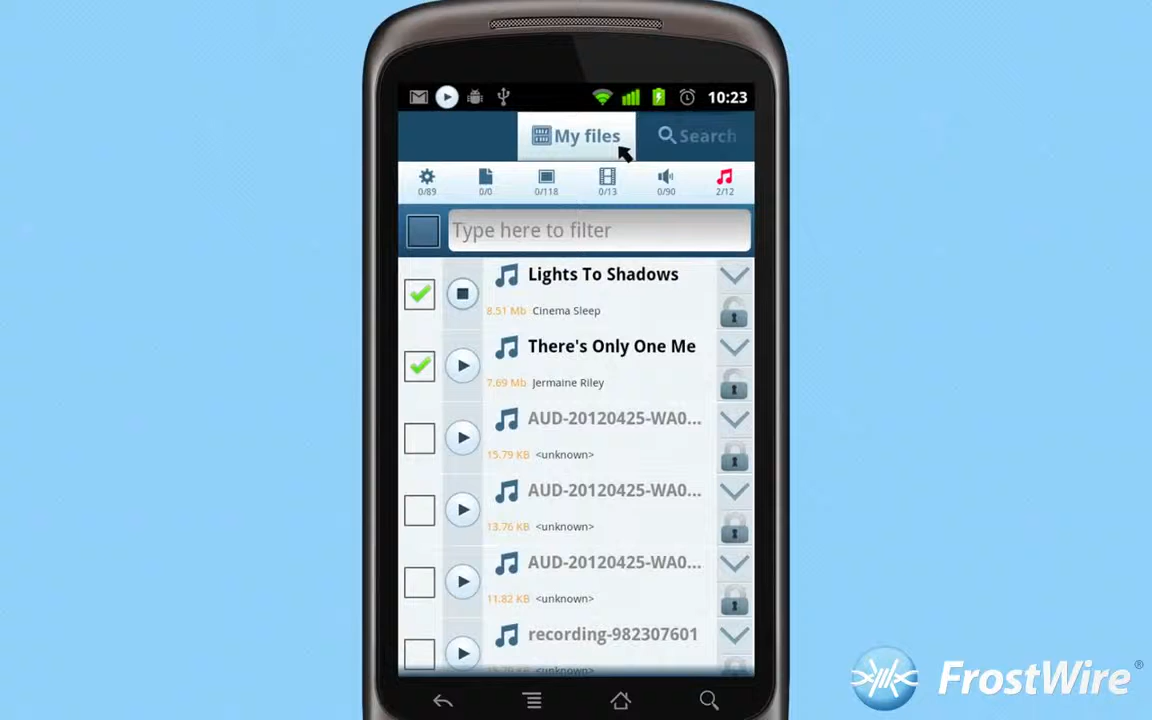 10:23
My files
Search
0/89
0/0
0/118
0/13
0/90
2/12
Type here to filter
Lights To Shadows
8.51 Mb Cinema Sleep
There's Only One Me
7.69 Mb Jermaine Riley
AUD-20120425-WA0...
15.79 KB <unknown>
AUD-20120425-WA0...
13.76 KB <unknown>
AUD-20120425-WA0...
11.82 KB <unknown>
recording-982307601
<unknown>
FrostWire®